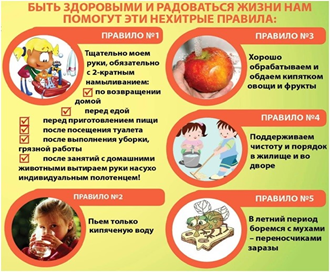 БЫТЬ ЗДОРОВЫМИ И РАДОВАТЬСЯ ЖИЗНИ НАМ
ПОМОГУТ ЭТИ НЕХИТРЫЕ ПРАВИЛА:
ПРАВИЛО №1
Тщательно моем
руки, обязательно
с 2-кратным
намыливанием:
по возвращении
домой
перед едой
перед приготовлением пищи
после посещения туалета
после выполнения уборки,
грязной работы
после занятий с домашними
животными вытираем руки насухо
индивидуальным полотенцем!
ПРАВИЛО №2
Пьем только
кипяченую воду
ПРАВИЛО №3
Хорошо
обрабатываем и
обдаем кипятком
овощи и фрукты
ПРАВИЛО №4
Поддерживаем
чистоту и порядок
в жилище и во
дворе
ПРАВИЛО №5
В летний период
боремся с мухами –
переносчиками
заразы